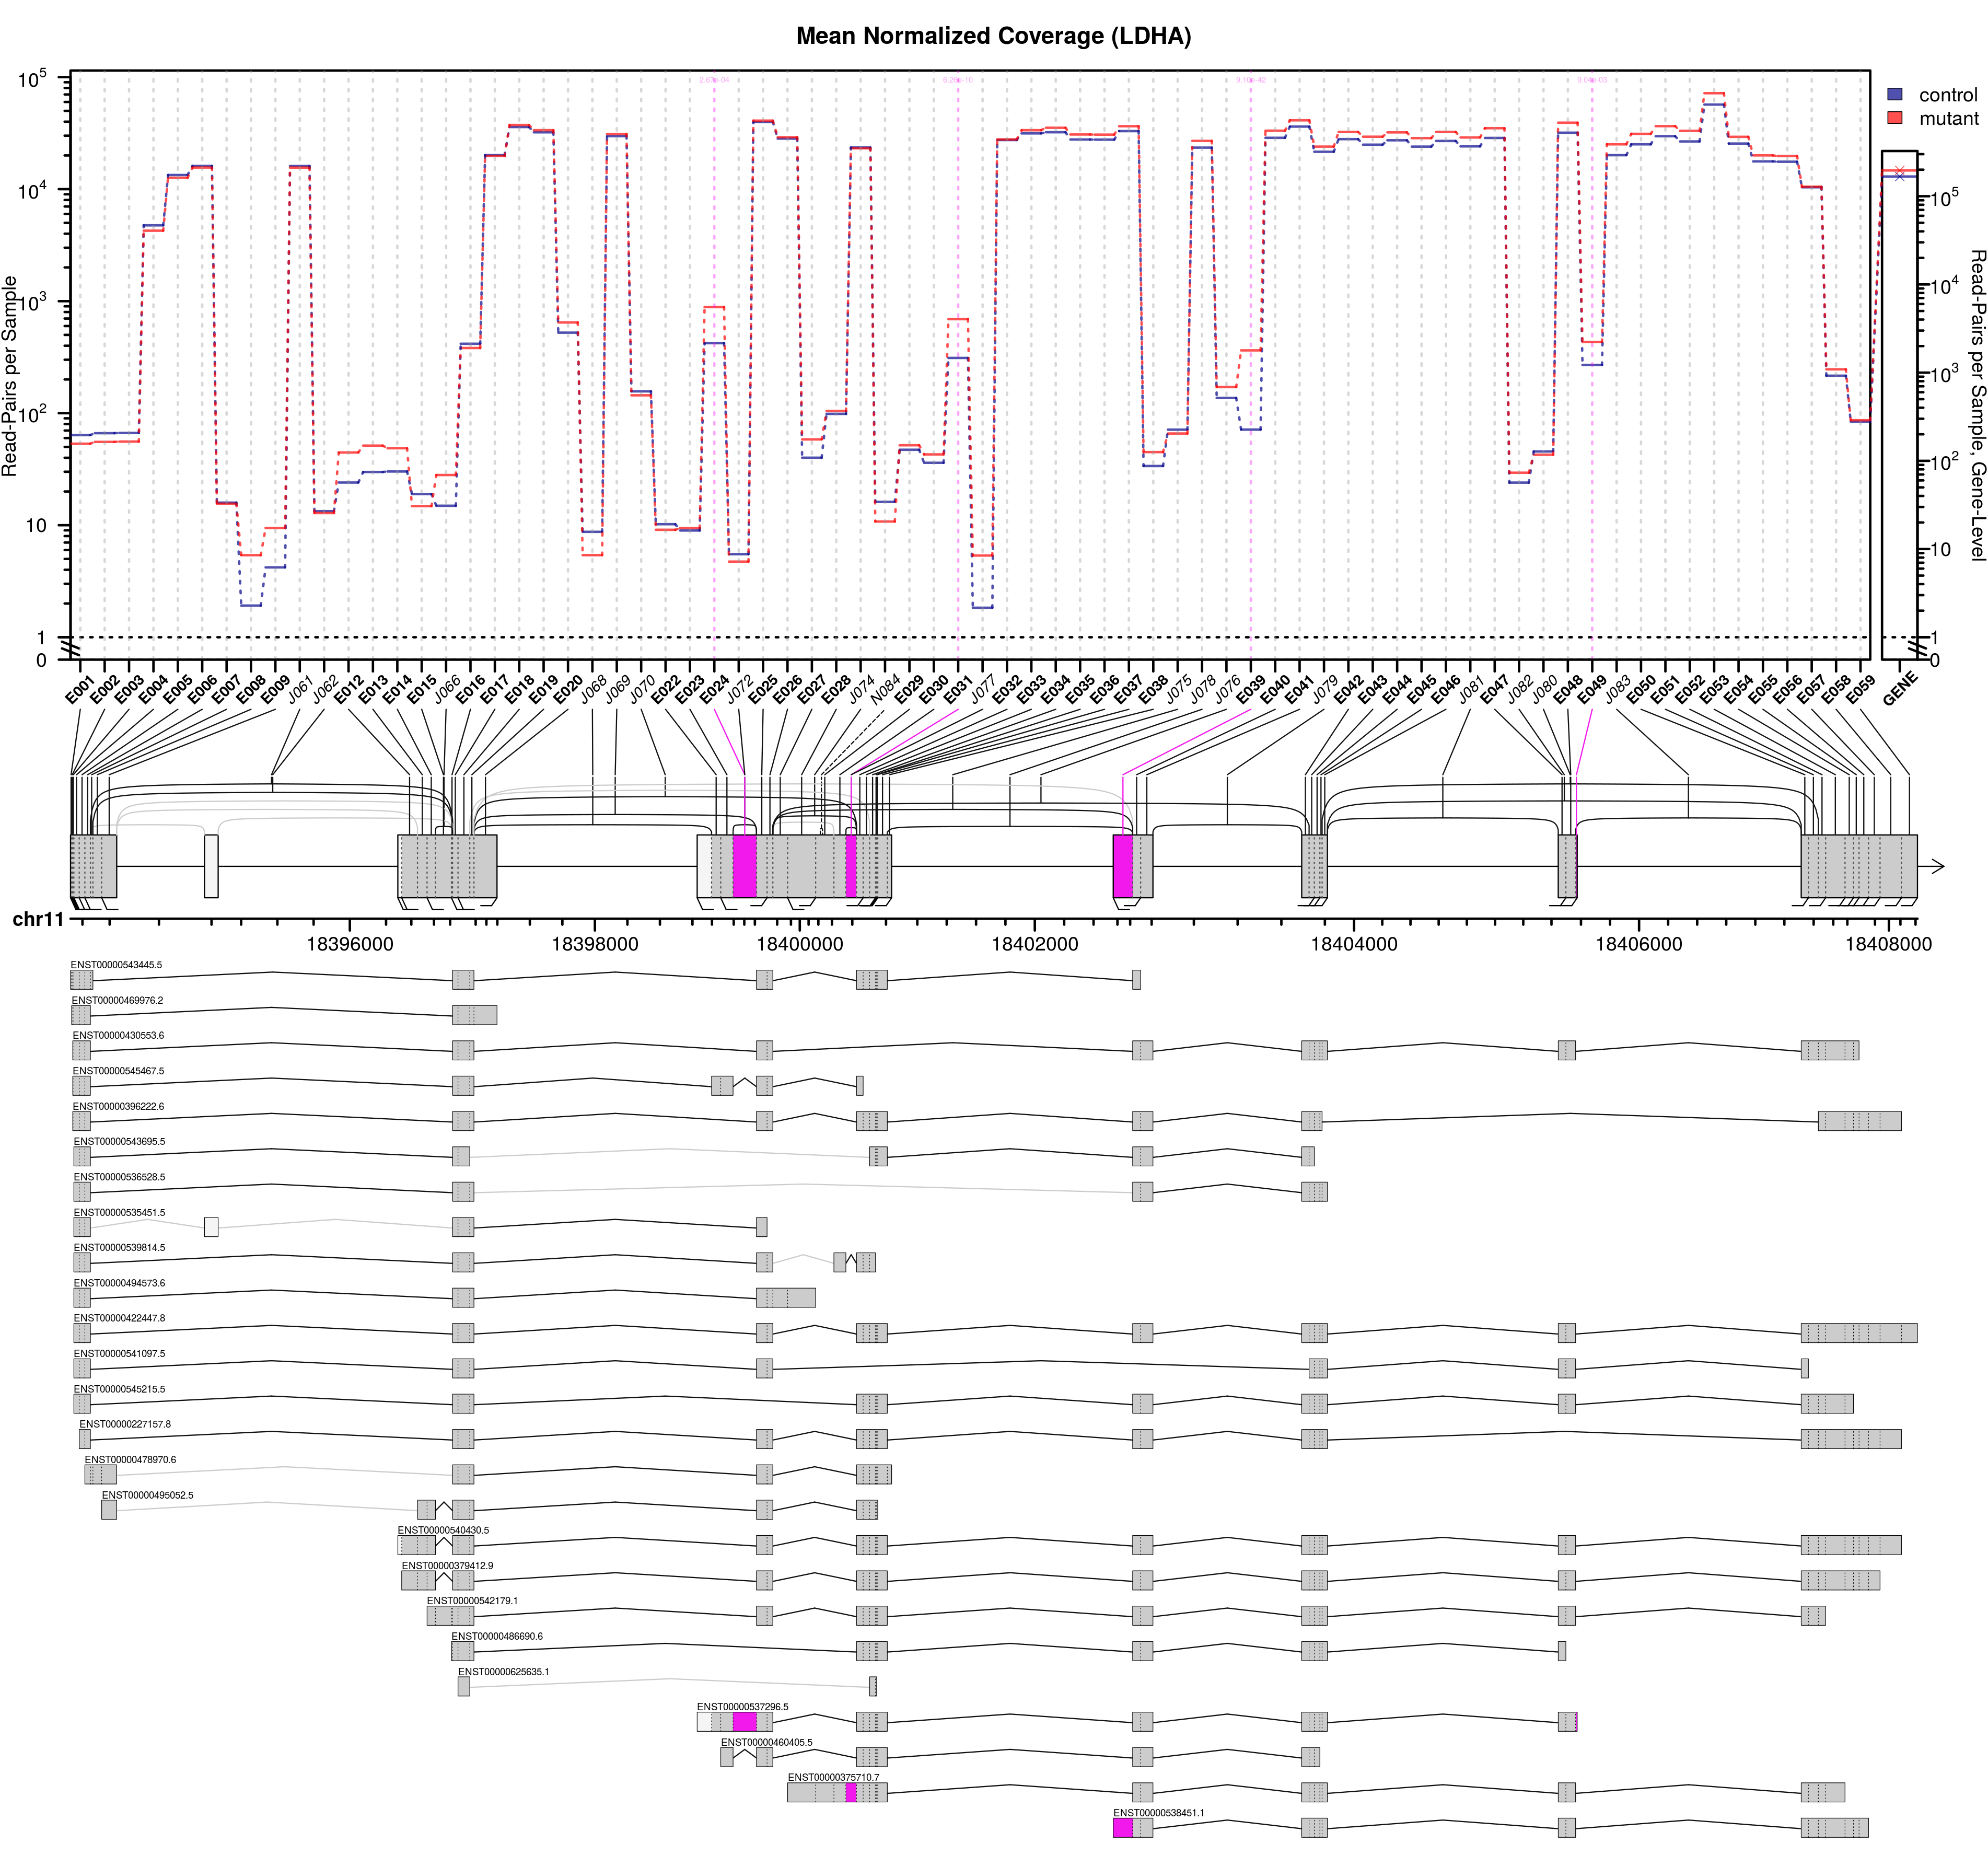 Mean Normalized Coverage (LDHA)
control
mutant
Read-Pairs per Sample
10^5
10^4
10^3
10^2
10
1
0
Read-Pairs per Sample, Gene-Level
10^5
10^4
10^3
10^2
10
1
0
E001 E002 E003 E004 E005 E006 E007 E008 E009 J061 J062 E012 E013 E014 E015 J066 E016 E017 E018 E019 E020 J068 J069 J070 E022 E023 E024 J072 E025 E026 E027 E028 J074 N084 E029 E030 E031 J077 E032 E033 E034 E035 E036 E037 E038 J075 J078 J076 E039 E040 E041 J079 E042 E043 E044 E045 E046 J081 E047 J082 J080 E048 E049 J083 E050 E051 E052 E053 E054 E055 E056 E057 E058 E059 GENE
chr11
18396000 18398000 18400000 18402000 18404000 18406000 18408000
ENST00000543445.5
ENST00000469976.2
ENST00000430553.6
ENST00000545467.5
ENST00000396222.6
ENST00000543695.5
ENST00000536528.5
ENST00000535451.5
ENST00000539814.5
ENST00000494573.6
ENST00000422447.8
ENST00000541097.5
ENST00000545215.5
ENST00000227157.8
ENST00000478970.6
ENST00000495052.5
ENST00000540430.5
ENST00000379412.9
ENST00000542179.1
ENST00000486690.6
ENST00000625635.1
ENST00000537296.5
ENST00000460405.5
ENST00000375710.7
ENST00000538451.1